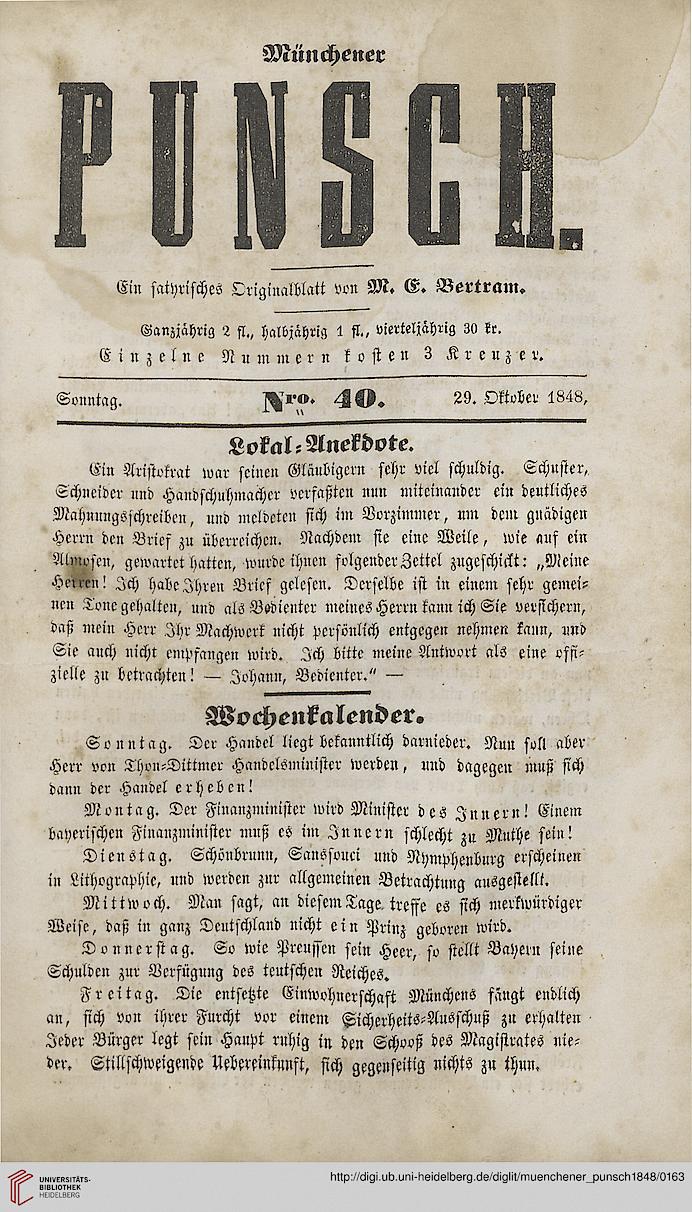 Münchener
PUNSCH.
Ein satyrisches Originalblatt von M. E. Bertram.
Ganzjährig 2 fl., halbjährig 1 fl., vierteljährig 30 kr.
Einzelne Nummern kosten 3 Kreuzer.
Sonntag. Nro. 40. 29. Oktober 1848.
Lokal-Anekdote.
Ein Aristokrat war seinen Gläubigern sehr viel schuldig. Schuster,
Schneider und Handschuhmacher verfaßten nun miteinander ein deutliches
Mahnungsschreiben, und meldeten sich im Vorzimmer, um dem gnädigen
Herrn den Brief zu überreichen. Nachdem sie eine Weile, wie auf ein
Almosen, gewartet hatten, wurde ihnen folgender Zettel zugeschickt: „Meine
Herren! Ich habe Ihren Brief gelesen. Derselbe ist in einem sehr gemei-
nen Tone gehalten, und als Bedienter meines Herrn kann ich Sie versichern,
daß mein Herr Ihr Machwerk nicht persönlich entgegen nehmen kann, und
Sie auch nicht empfangen wird. Ich bitte meine Antwort als eine offi-
zielle zu betrachten! — Johann, Bedienter." —
Wochenkalender.
Sonntag. Der Handel liegt bekanntlich darnieder. Nun soll aber
Herr von Thon-Dittmer Handelsminister werden, und dagegen muß sich
dann der Handel erheben!
Montag. Der Finanzminister wird Minister des Innern! Einem
bayerischen Finanzminister muß es im Innern schlecht zu Muthe sein!
Dienstag. Schönbrunn, Sanssouci und Nymphenburg erscheinen
in Lithographie, und werden zur allgemeinen Betrachtung ausgestellt.
Mittwoch. Man sagt, an diesem Tage treffe es sich merkwürdiger
Weise, daß in ganz Deutschland nicht ein Prinz geboren wird.
Donnerstag. So wie Preussen sein Heer, so stellt Bayern seine
Schulden zur Verfügung des teutschen Reiches.
Freitag. Die entsetzte Einwohnerschaft Münchens fängt endlich
an, sich von ihrer Furcht vor einem Sicherheits-Ausschuß zu erhalten
Jeder Bürger legt sein Haupt ruhig in den Schooß des Magistrates nie-
der. Stillschweigende Uebereinkunft, sich gegenseitig nichts zu thun.
UNIVERSITÄTS-
BIBLIOTHEK
HEIDELBERG
http://digi.ub.uni-heidelberg.de/diglit/muenchener_punsch1848/0163